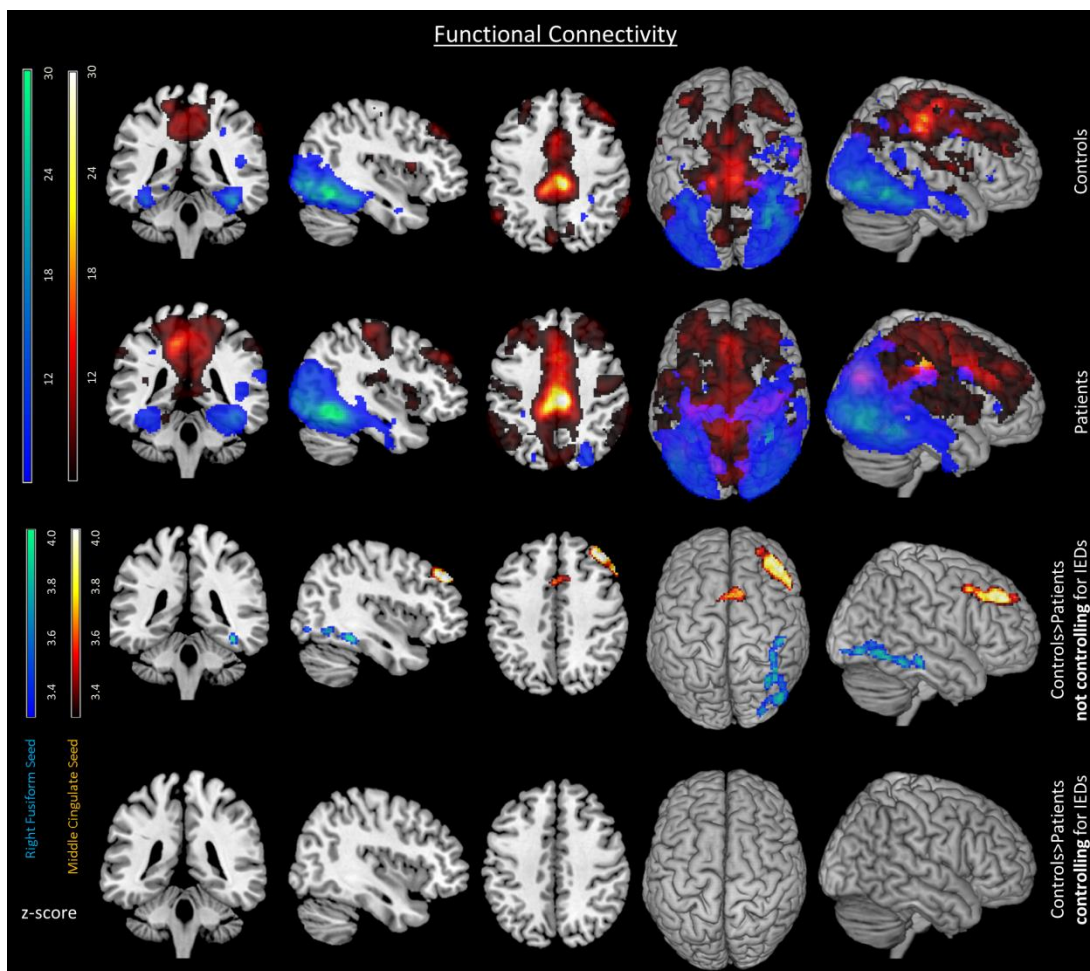 Functional Connectivity
30
24
18
12
30
24
18
12
Controls
Patients
4.0
3.8
3.6
3.4
4.0
3.8
3.6
3.4
Controls>Patients
not controlling for IEDs
Right Fusiform Seed
Middle Cingulate Seed
z-score
Controls>Patients
controlling for IEDs